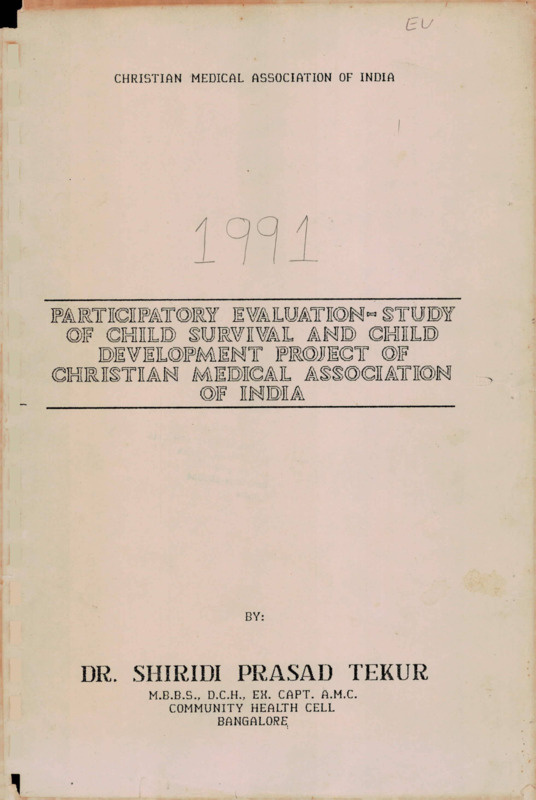 EV
CHRISTIAN MEDICAL ASSOCIATION OF INDIA
1991
PARTICIPATORY EVALUATION-STUDY
OF CHILD SURVIVAL AND CHILD
DEVELOPMENT PROJECT OF
CHRISTIAN MEDICAL ASSOCIATION
OF INDIA
BY:
DR. SHIRIDI PRASAD TEKUR
M.B.B.S., D.C.H., EX. CAPT. A.M.C.
COMMUNITY HEALTH CELL
BANGALORE